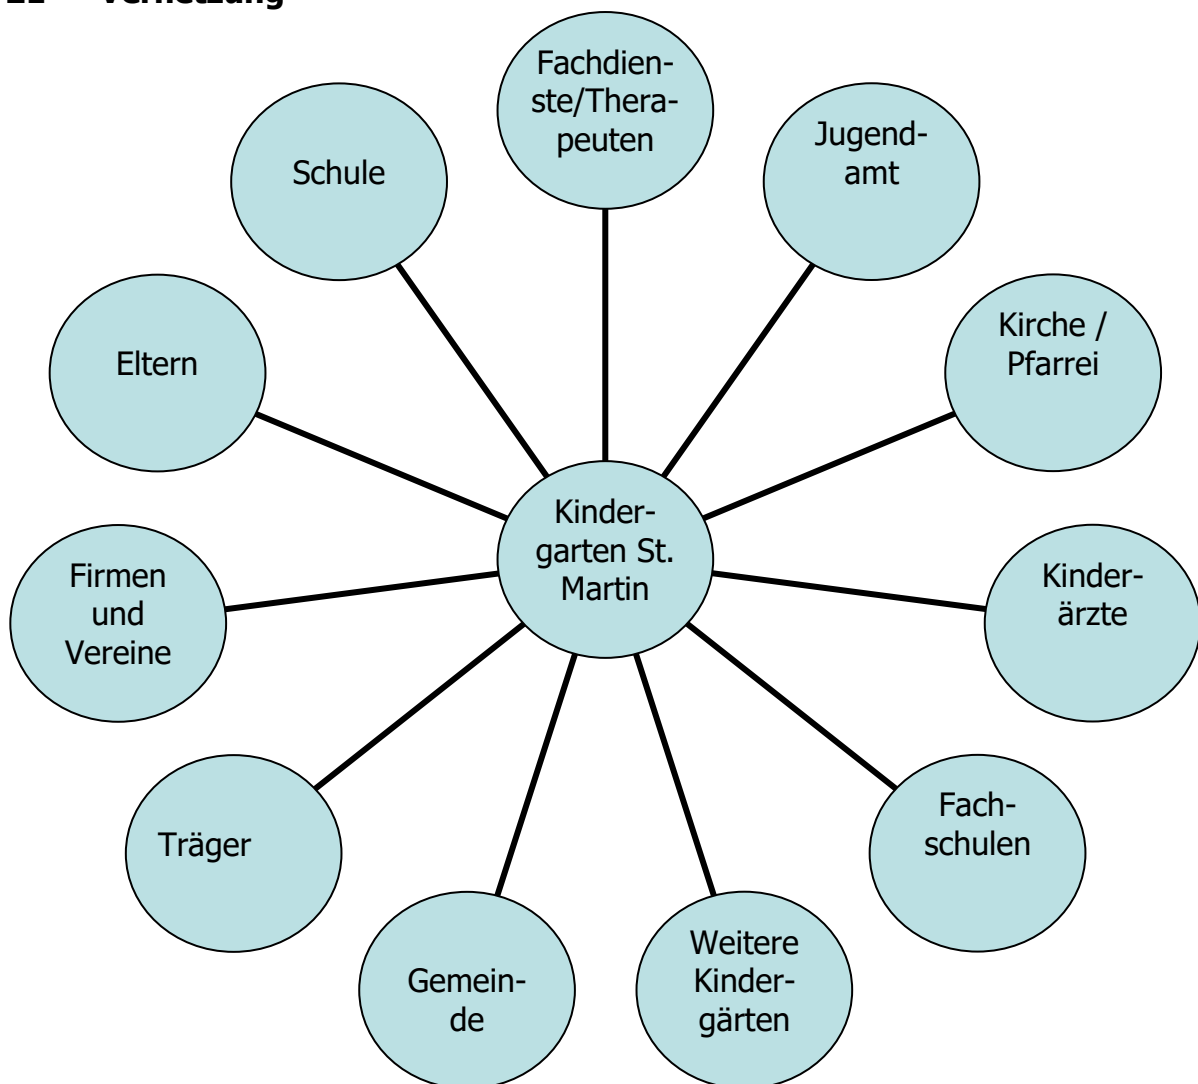 Vernetzung
Fachdien-
ste/Thera-
peuten
Jugend-
amt
Schule
Kirche /
Pfarrei
Eltern
Kinder-
garten St.
Martin
Firmen
und
Vereine
Kinder-
ärzte
Fach-
schulen
Träger
Weitere
Kinder-
gärten
Gemein-
de